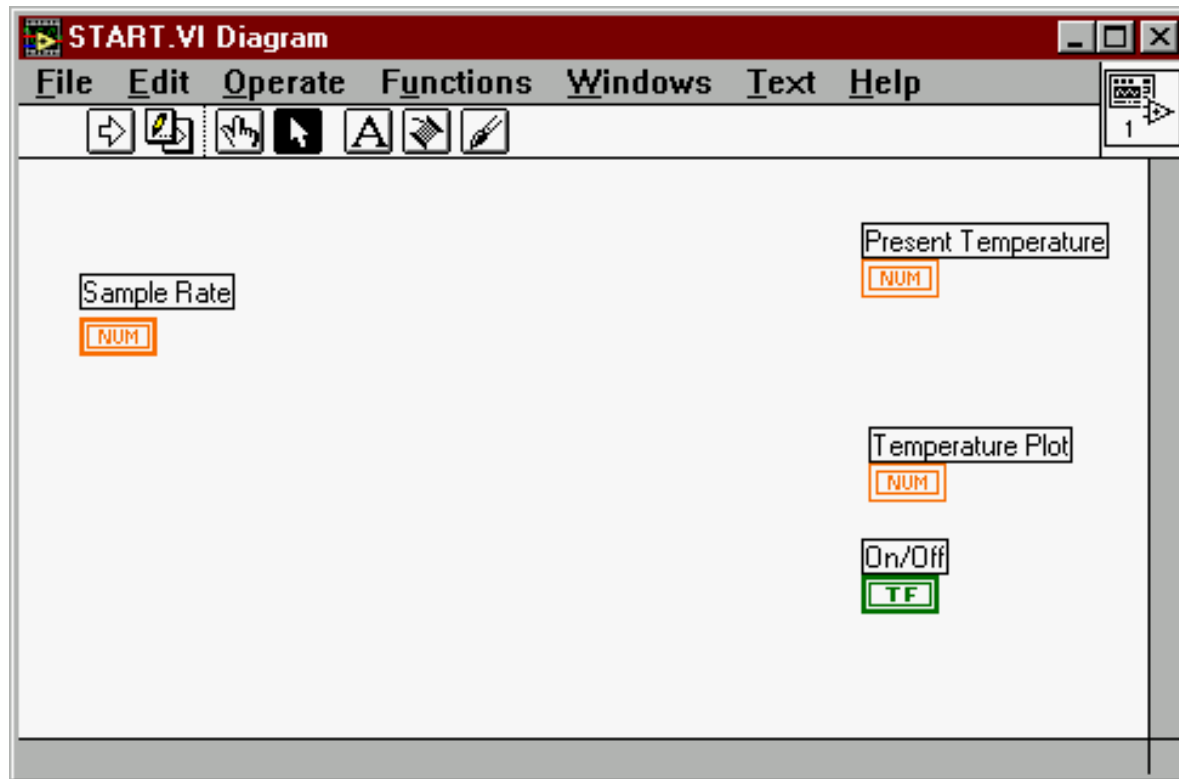 START.VI Diagram
File Edit Operate Functions Windows Text Help
1
A
Present Temperature
NUM
Sample Rate
NUM
Temperature Plot
NUM
On/Off
TF